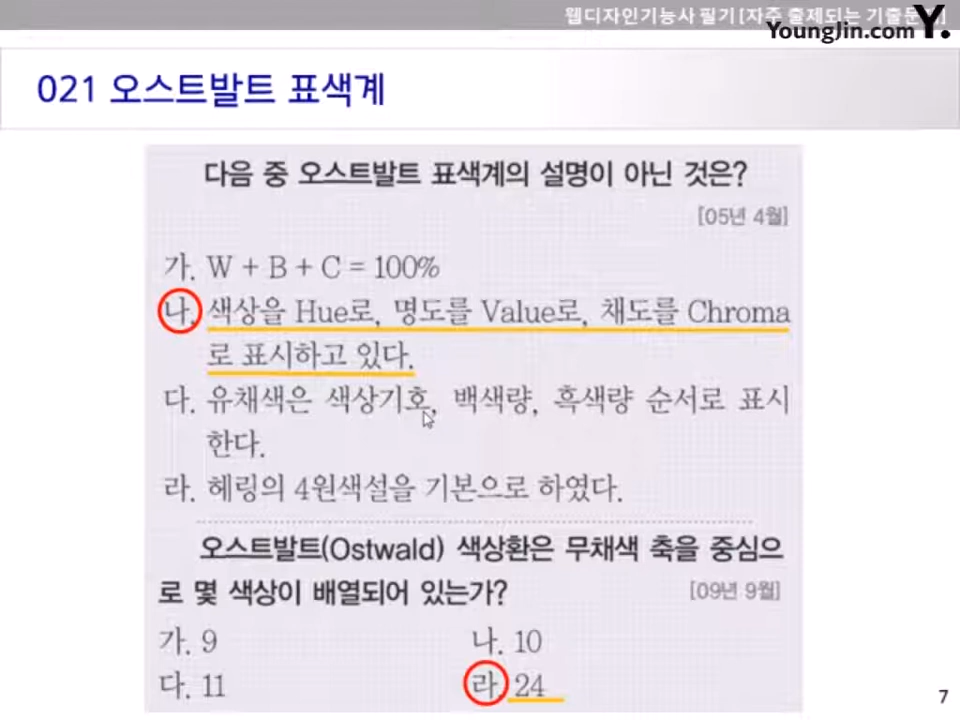 웹디자인기능사 필기 [자주 출제되는 기출문제]
YoungJin.com Y.
021 오스트발트 표색계
다음 중 오스트발트 표색계의 설명이 아닌 것은?
[05년 4월]
가. W + B + C = 100%
나. 색상을 Hue로, 명도를 Value로, 채도를 Chroma
로 표시하고 있다.
다. 유채색은 색상기호, 백색량, 흑색량 순서로 표시
한다.
라. 헤링의 4원색설을 기본으로 하였다.
오스트발트(Ostwald) 색상환은 무채색 축을 중심으
로 몇 색상이 배열되어 있는가?
[09년 9월]
가. 9
나. 10
다. 11
라. 24
7